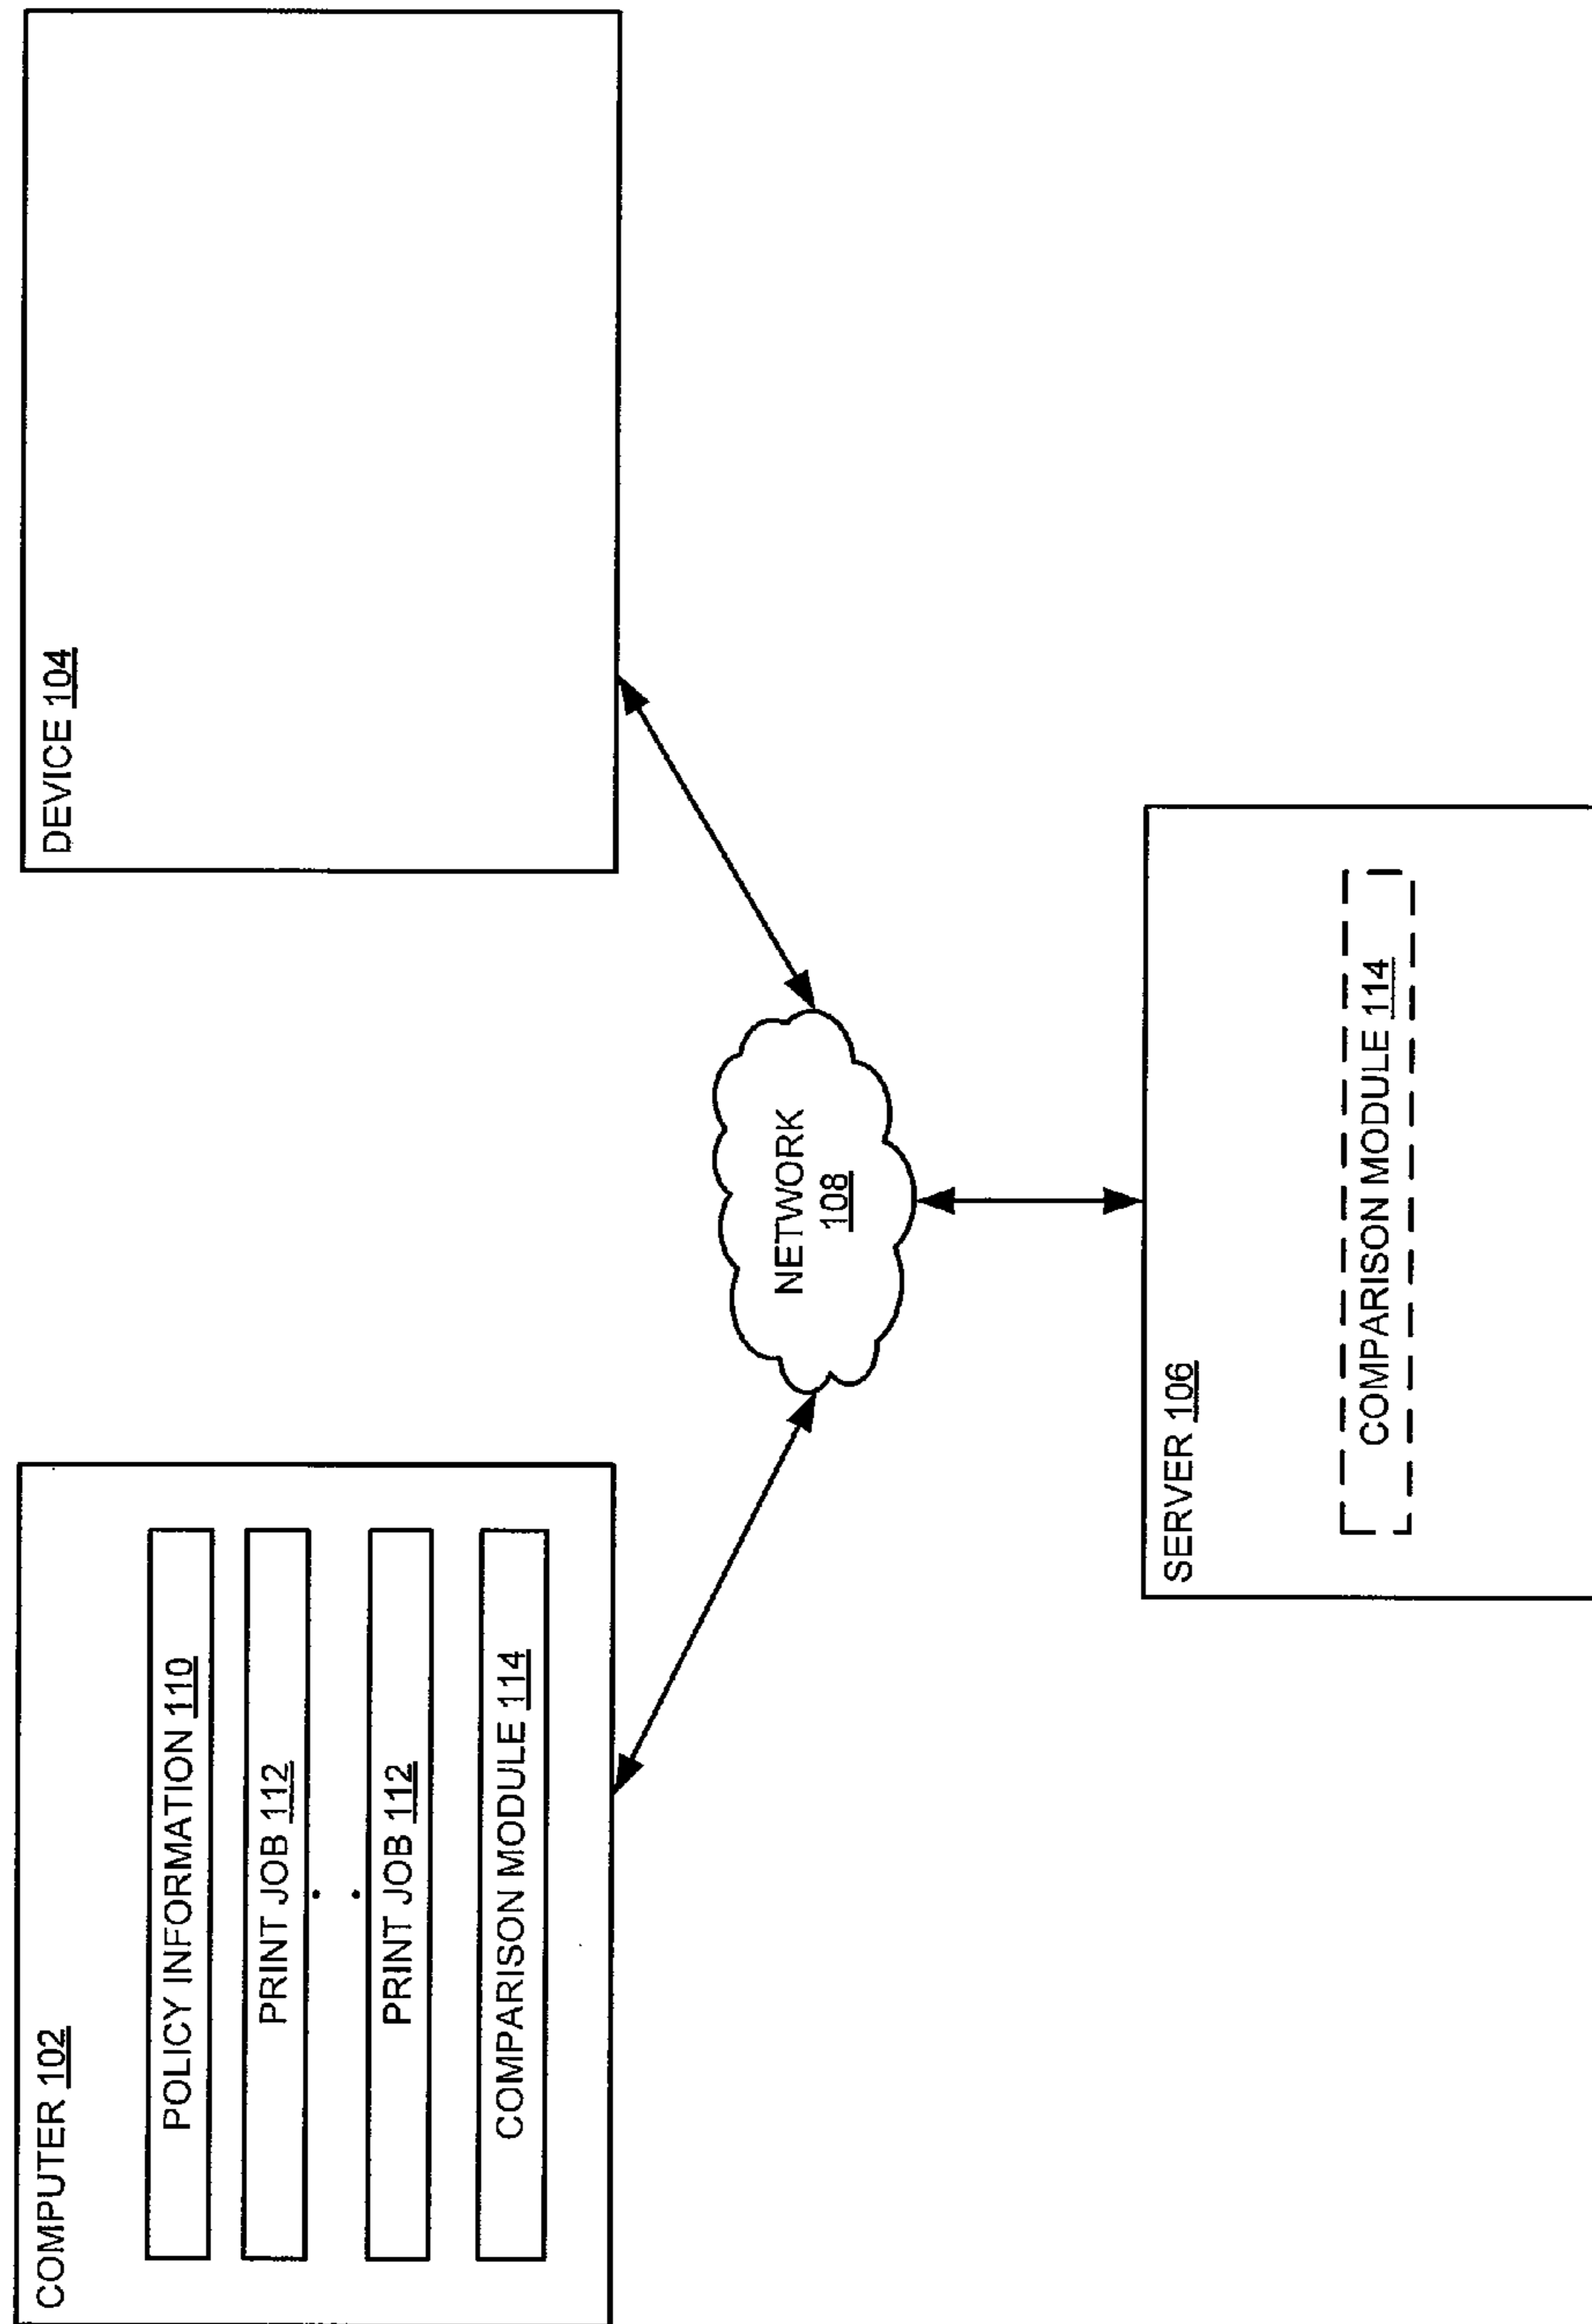 COMPUTER 102
POLICY INFORMATION 110
PRINT JOB 112
PRINT JOB 112
COMPARISON MODULE 114
DEVICE 104
NETWORK
108
SERVER 106
COMPARISON MODULE 114